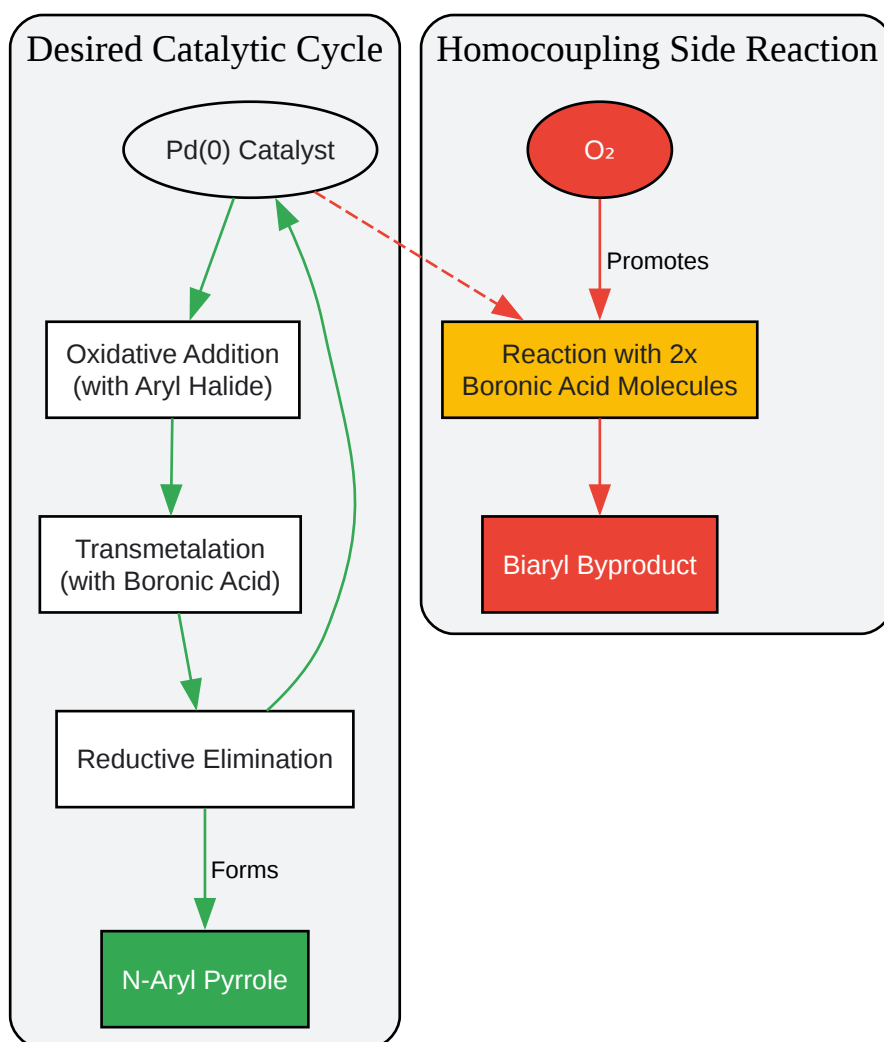 Desired Catalytic Cycle
Pd(0) Catalyst
Oxidative Addition
(with Aryl Halide)
Transmetalation
(with Boronic Acid)
Reductive Elimination
Forms
N-Aryl Pyrrole
Homocoupling Side Reaction
O₂
Promotes
Reaction with 2x
Boronic Acid Molecules
Biaryl Byproduct